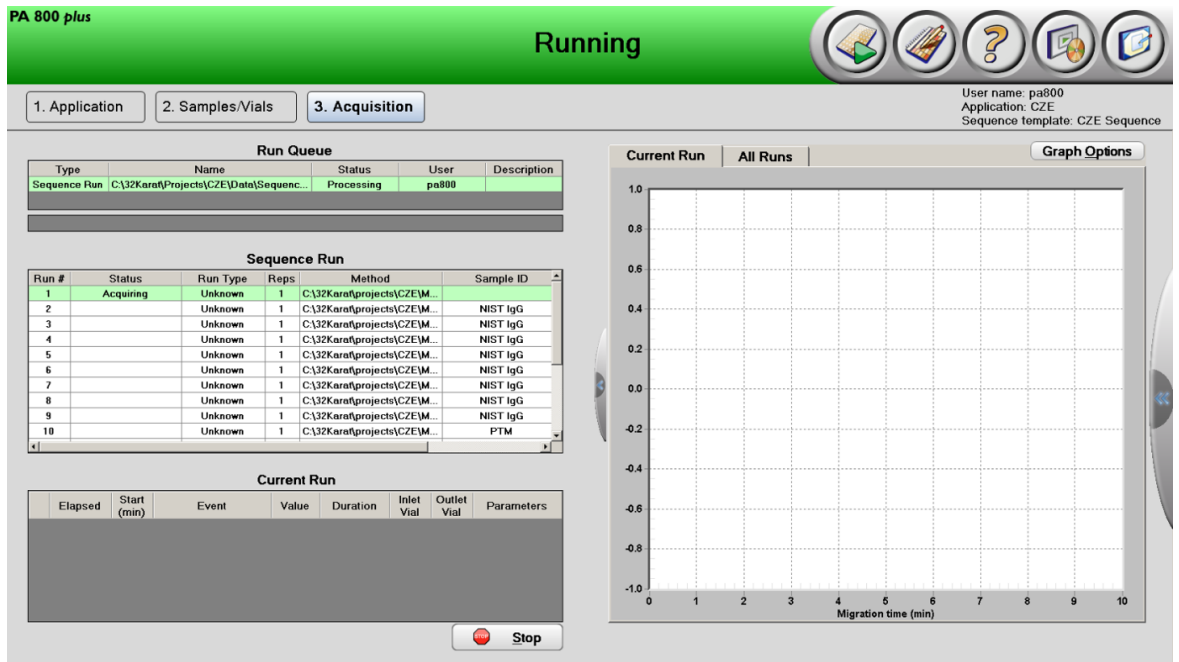 PA 800 plus
Running
1. Application
2. Samples/Vials
3. Acquisition
User name: pa800
Application: CZE
Sequence template: CZE Sequence
Run Queue
Type Name Status User Description
Sequence Run C:\32Karat\Projects\CZE\Data\Sequenc... Processing pa800
Sequence Run
Run # Status Run Type Reps Method Sample ID
1 Acquiring Unknown 1 C:\32Karat\projects\CZE\M...
2 Unknown 1 C:\32Karat\projects\CZE\M... NIST IgG
3 Unknown 1 C:\32Karat\projects\CZE\M... NIST IgG
4 Unknown 1 C:\32Karat\projects\CZE\M... NIST IgG
5 Unknown 1 C:\32Karat\projects\CZE\M... NIST IgG
6 Unknown 1 C:\32Karat\projects\CZE\M... NIST IgG
7 Unknown 1 C:\32Karat\projects\CZE\M... NIST IgG
8 Unknown 1 C:\32Karat\projects\CZE\M... NIST IgG
9 Unknown 1 C:\32Karat\projects\CZE\M... NIST IgG
10 Unknown 1 C:\32Karat\projects\CZE\M... PTM
Current Run
Elapsed Start (min) Event Value Duration Inlet Vial Outlet Vial Parameters
STOP Stop
Current Run
All Runs
Graph Options
1.0
0.8
0.6
0.4
0.2
0.0
-0.2
-0.4
-0.6
-0.8
-1.0
0 1 2 3 4 5 6 7 8 9 10
Migration time (min)